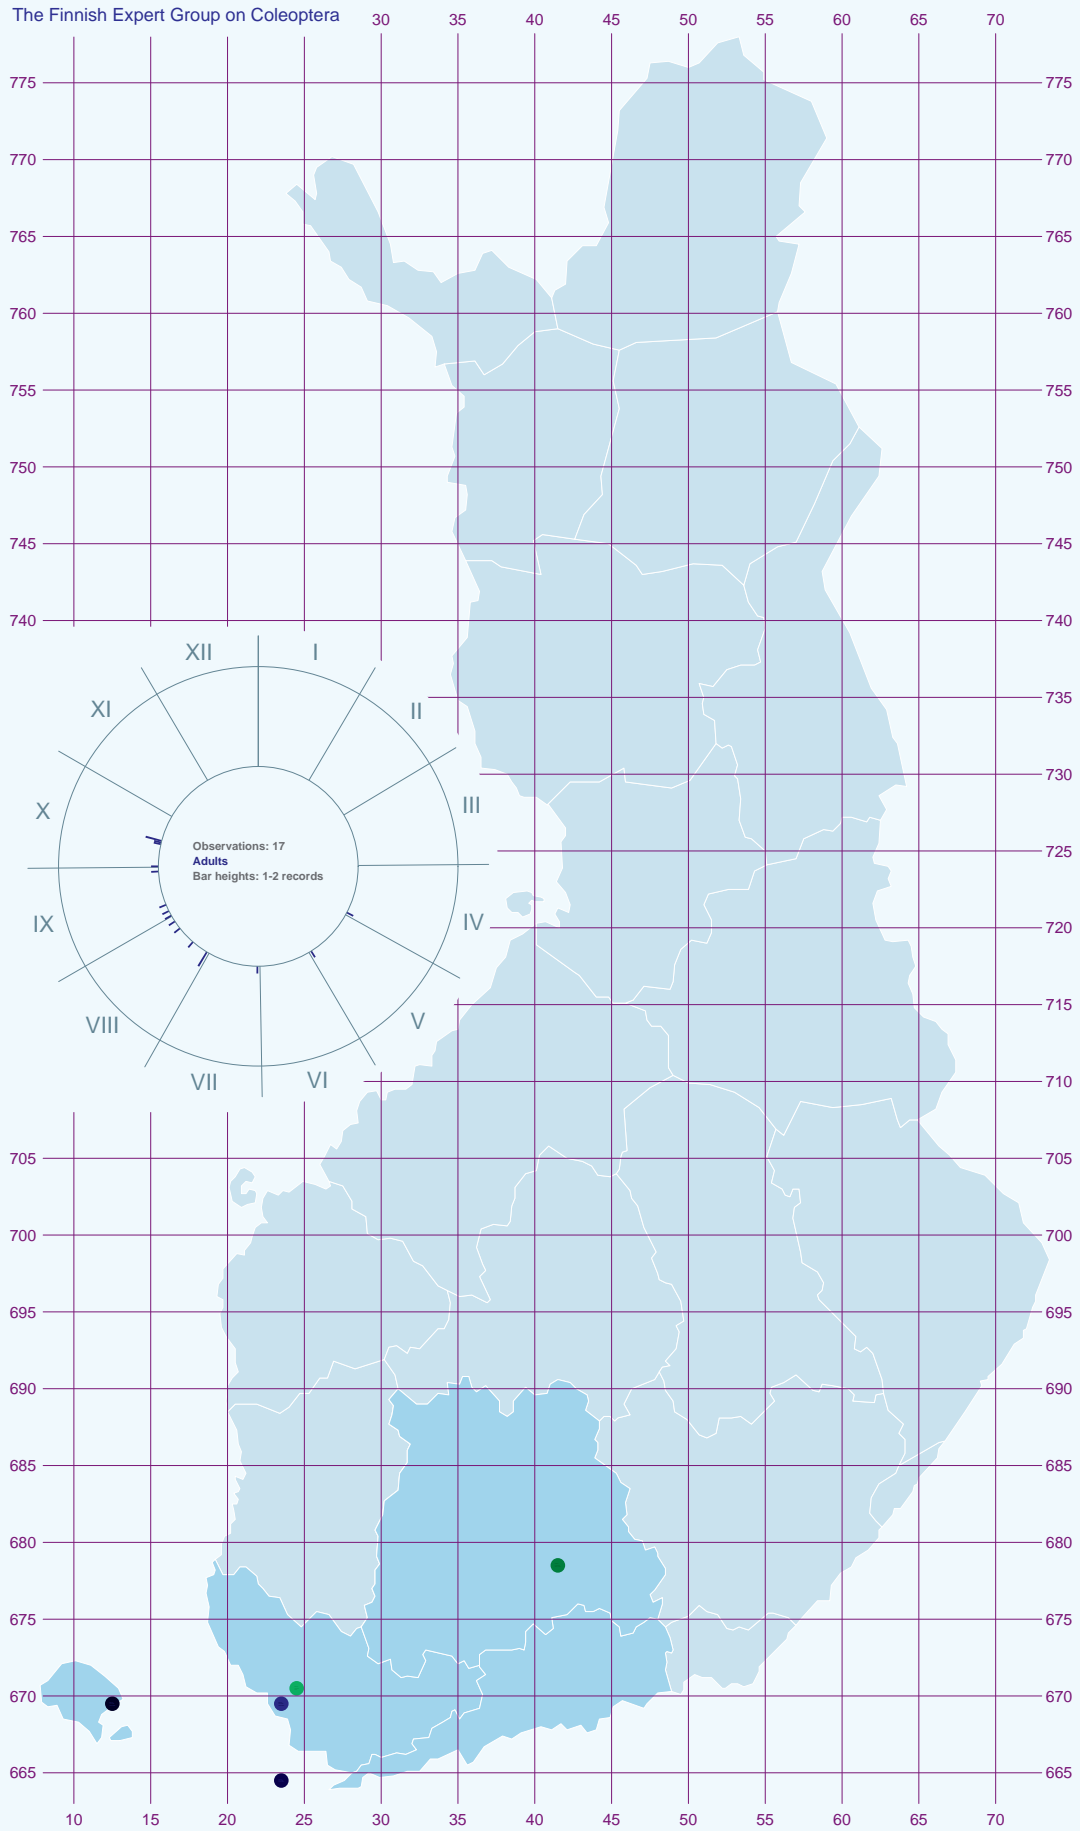 The Finnish Expert Group on Coleoptera
30 35 40 45 50 55 60 65 70
775 775
770 770
765 765
760 760
755 755
750 750
745 745
740 740
XII I
XI II
735
730
X III
725
Observations: 17
Adults
Bar heights: 1-2 records
IX IV
720
715
VIII V
VII VI
710
705 705
700 700
695 695
690 690
685 685
680 680
675 675
670 670
665 665
10 15 20 25 30 35 40 45 50 55 60 65 70